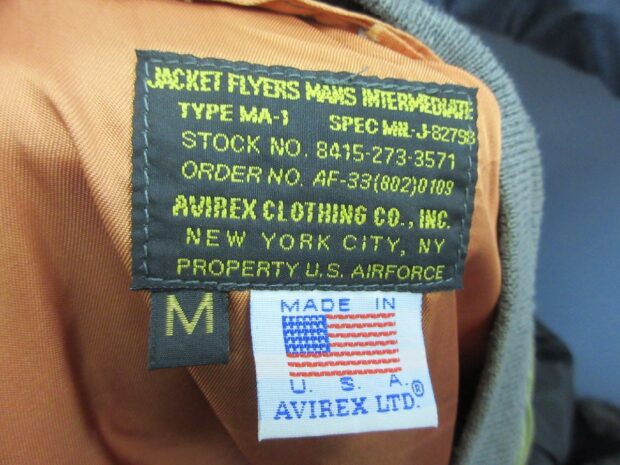 JACKET FLYERS MANS INTERMEDIATE
TYPE MA-1 SPEC MIL-J-8279B
STOCK NO. 8415-273-3571
ORDER NO. AF-33(802)0109
AVIREX CLOTHING CO., INC.
NEW YORK CITY, NY
PROPERTY U.S. AIRFORCE
M
MADE IN
U. S. A.
AVIREX LTD.®